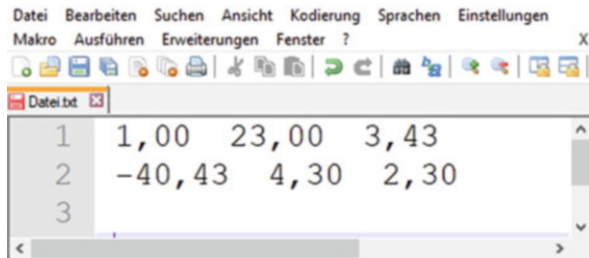 Datei Bearbeiten Suchen Ansicht Kodierung Sprachen Einstellungen
Makro Ausführen Erweiterungen Fenster ? X
Datei.txt
1 1,00 23,00 3,43
2 -40,43 4,30 2,30
3